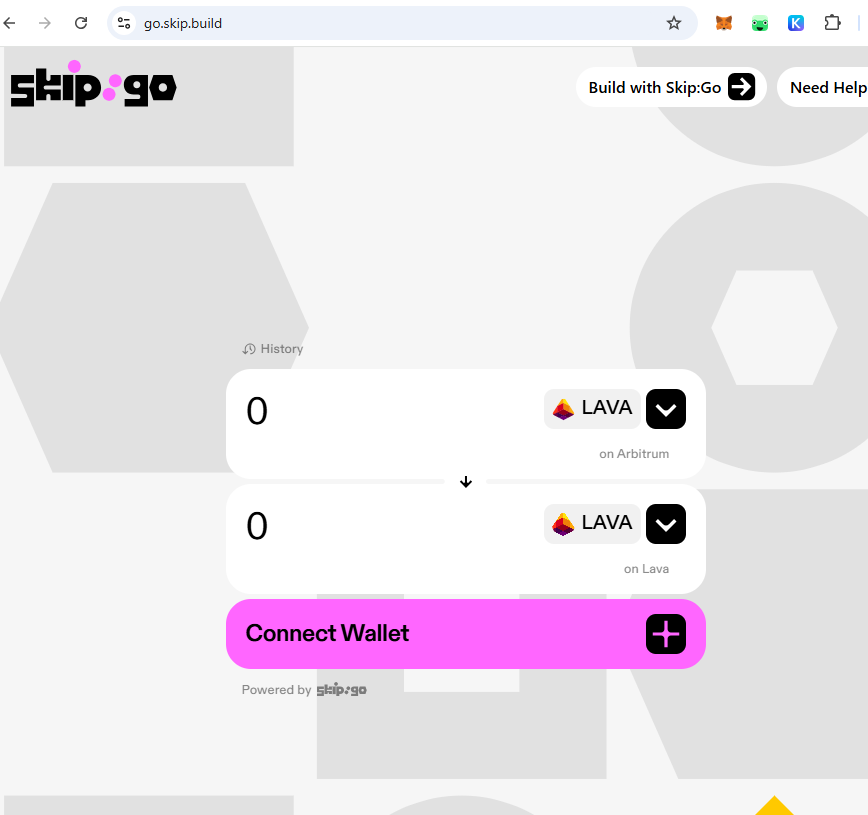 go.skip.build
skip:go
Build with Skip:Go
Need Help
History
0
LAVA
on Arbitrum
0
LAVA
on Lava
Connect Wallet
Powered by skip:go